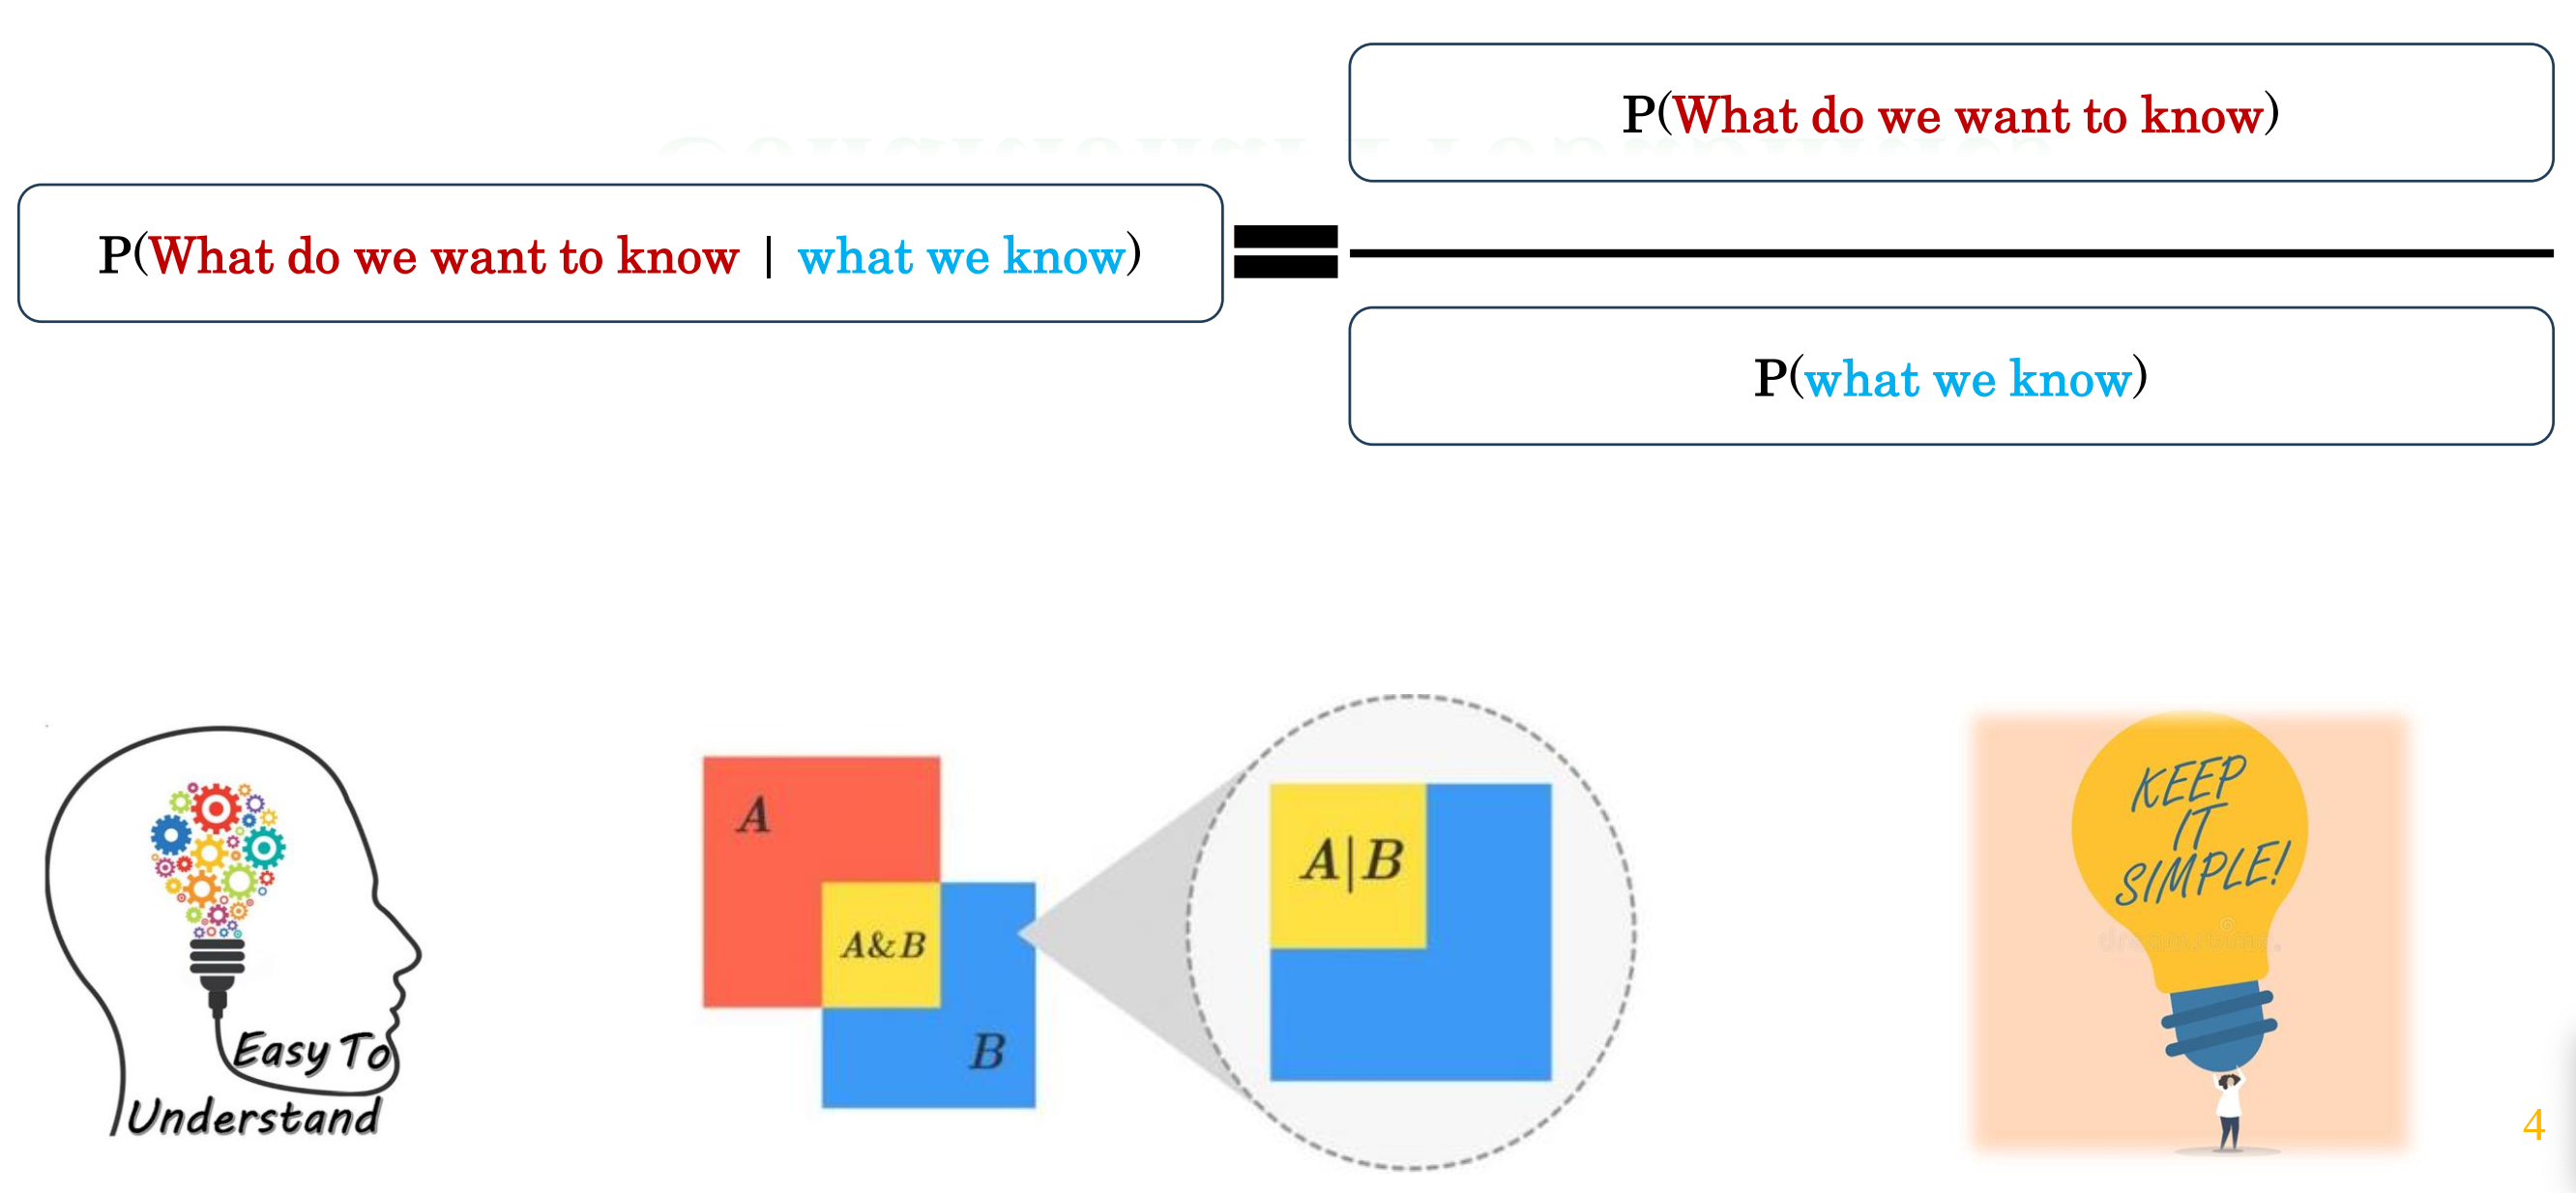 P(What do we want to know)
P(What do we want to know | what we know)
=
P(what we know)
A
A&B
B
A|B
KEEP
IT
SIMPLE!
Easy To
Understand
4